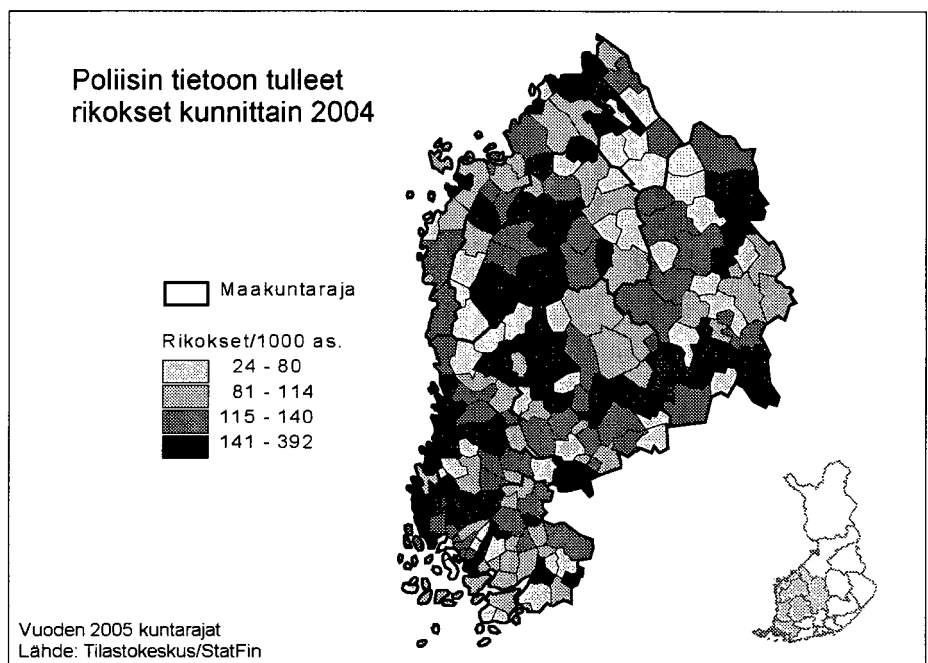 Poliisin tietoon tulleet
rikokset kunnittain 2004
Maakuntaraja
Rikokset/1000 as.
24 - 80
81 - 114
115 - 140
141 - 392
Vuoden 2005 kuntarajat
Lähde: Tilastokeskus/StatFin